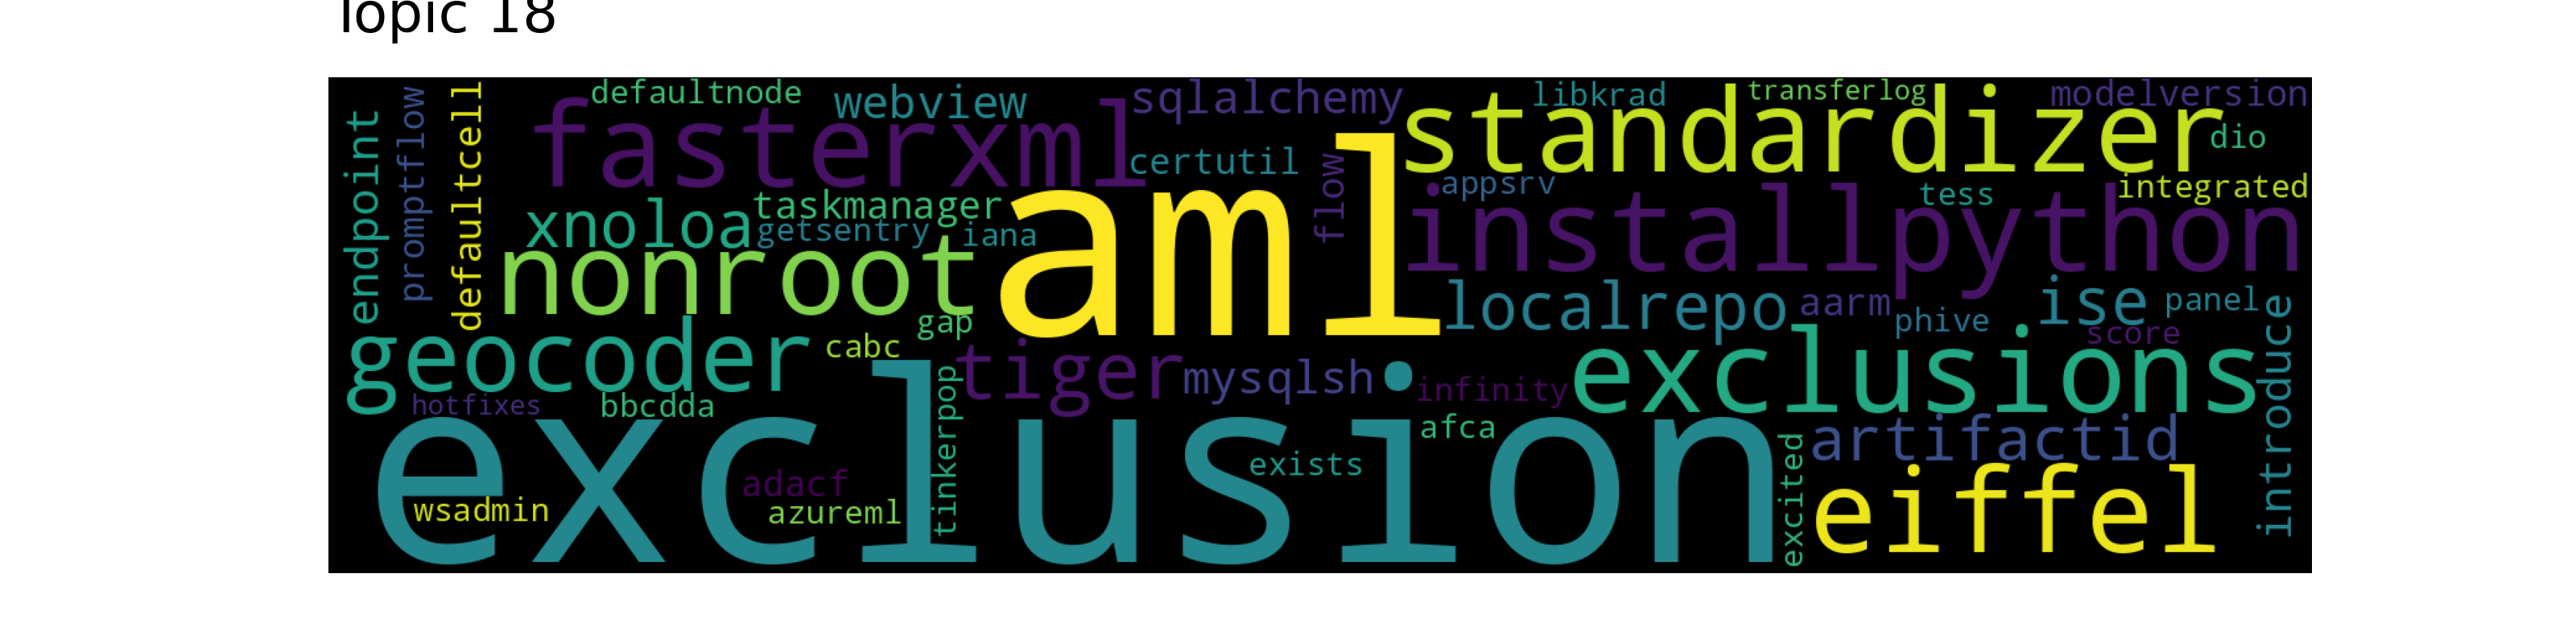 Topic 18
defaultnode
webview
sqlalchemy
libkrad
transferlog
modelversion
endpoint
promptflow
defaultcell
fasterxml
standardizer
dio
certutil
flow
aml
appsrv
tess
integrated
xnoloa
taskmanager
getsentry
iana
installpython
nonroot
localrepo
aarm
phive
ise
panel
gap
score
geocoder
cabc
tiger
mysqlsh
infinity
exclusions
introduce
hotfixes
bbcdda
tinkerpop
afca
artifactid
exclusion
exists
adacf
wsadmin
azureml
excited
eiffel